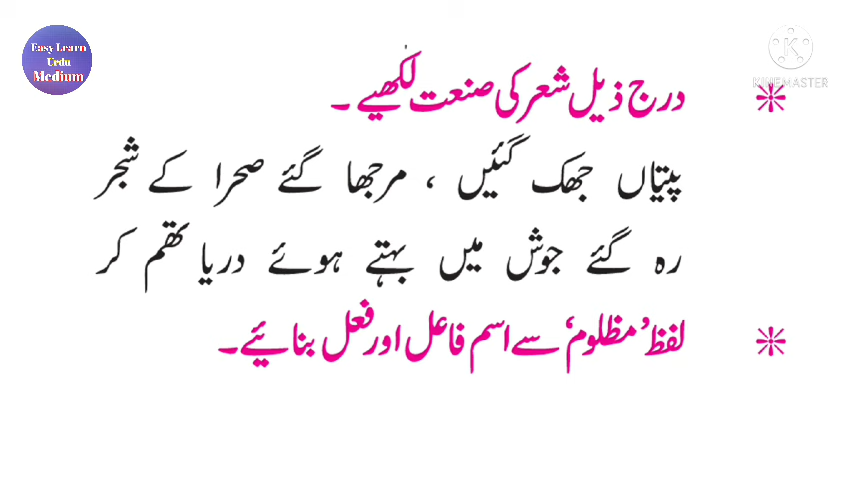 Easy Learn
Urdu
Medium
KINEMASTER
درج ذیل شعر کی صنعت لکھیے ۔
پتیاں جھک گئیں ، مرجھا گئے صحرا کے شجر
رہ گئے جوش میں بہتے ہوئے دریا تھم کر
لفظ ’مظلوم‘ سے اسم فاعل اور فعل بنائیے ۔